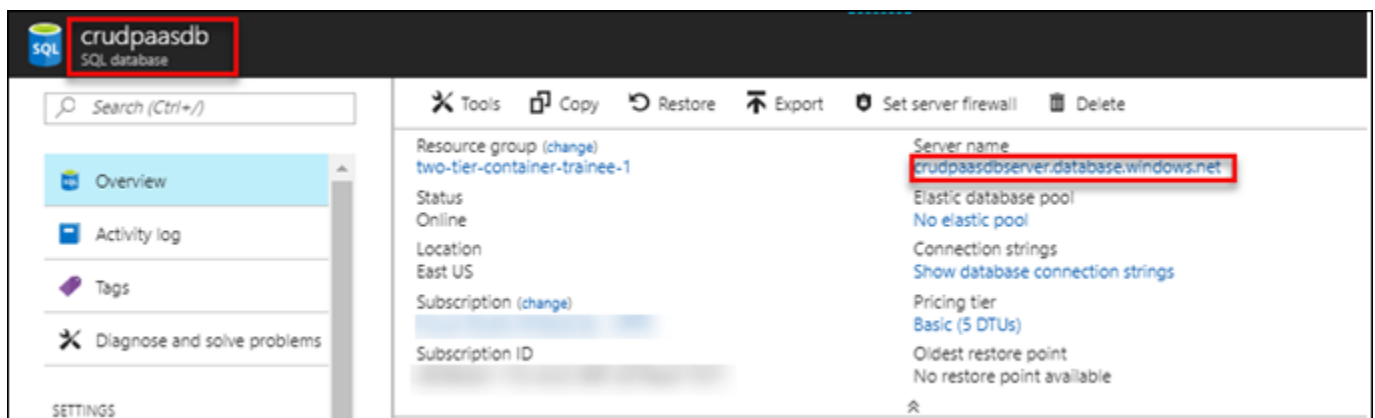 SQL
crudpaasdb
SQL database
Search (Ctrl+/)
Overview
Activity log
Tags
Diagnose and solve problems
SETTINGS
Tools Copy Restore Export Set server firewall Delete
Resource group (change)
two-tier-container-trainee-1
Status
Online
Location
East US
Subscription (change)
Subscription ID
Server name
crudpaasdbserver.database.windows.net
Elastic database pool
No elastic pool
Connection strings
Show database connection strings
Pricing tier
Basic (5 DTUs)
Oldest restore point
No restore point available